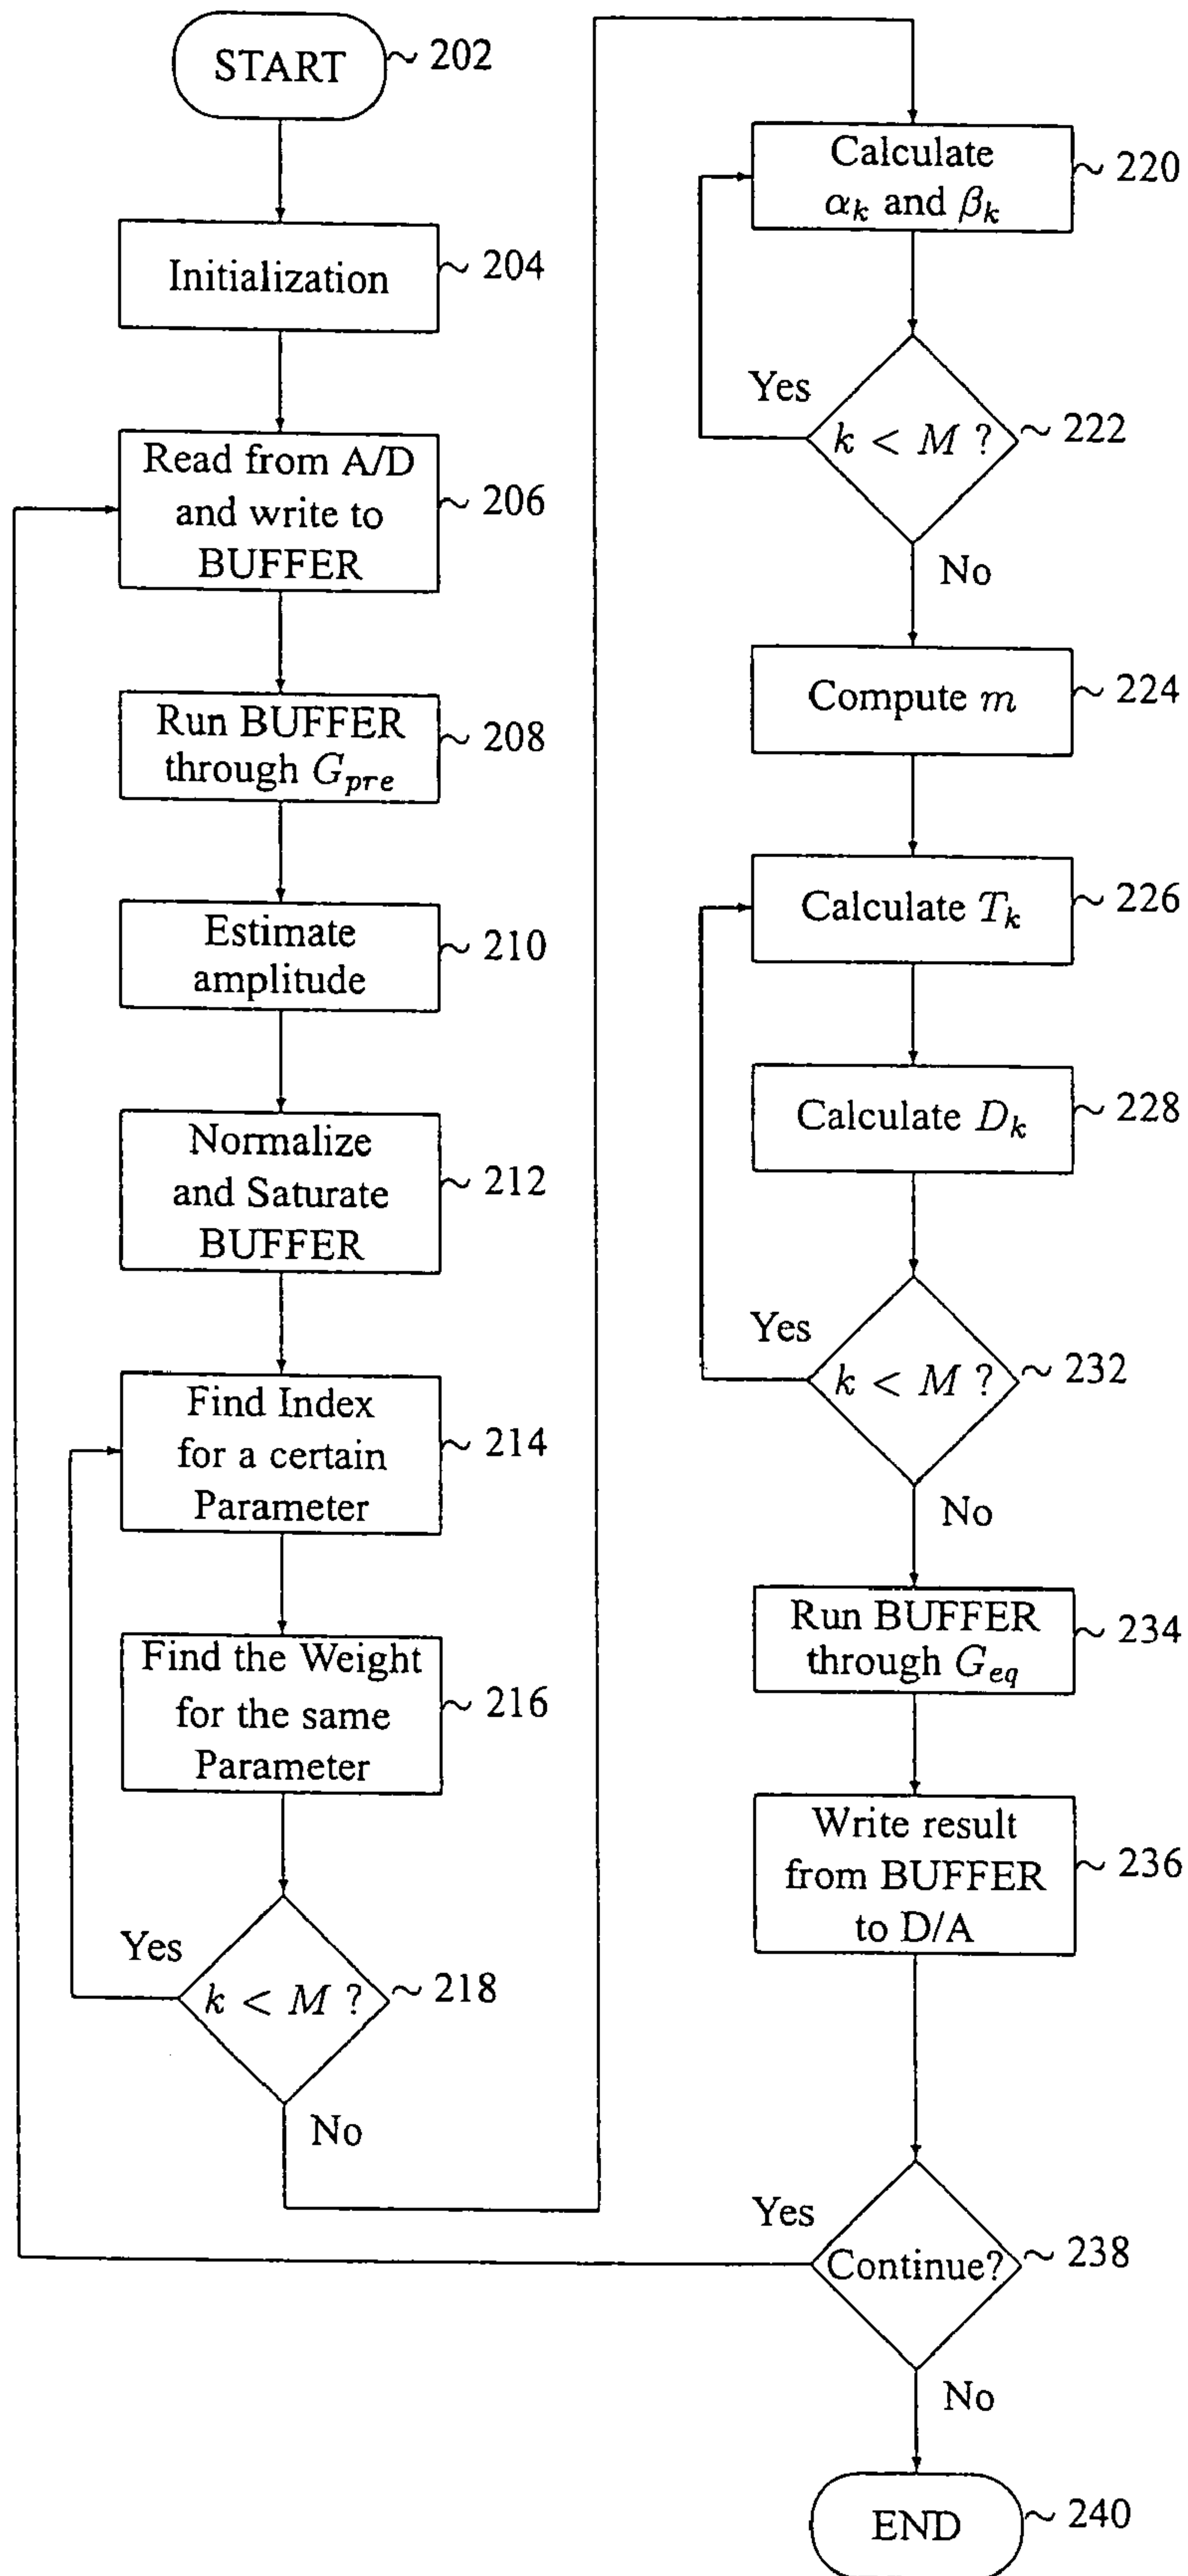 START
202
Initialization
204
Read from A/D
and write to
BUFFER
206
Run BUFFER
through G_pre
208
Estimate
amplitude
210
Normalize
and Saturate
BUFFER
212
Find Index
for a certain
Parameter
214
Find the Weight
for the same
Parameter
216
Yes
k < M ?
218
No
Calculate
α_k and β_k
220
Yes
k < M ?
222
No
Compute m
224
Calculate T_k
226
Calculate D_k
228
Yes
k < M ?
232
No
Run BUFFER
through G_eq
234
Write result
from BUFFER
to D/A
236
Yes
Continue?
238
No
END
240